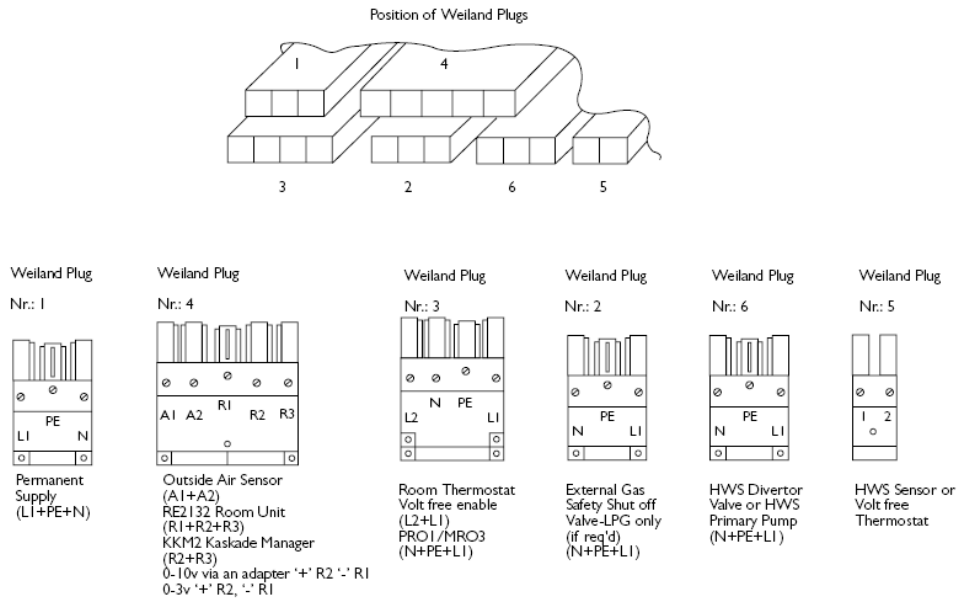 Position of Weiland Plugs
1
4
3
2
6
5
Weiland Plug
Nr.: 1
L1
PE
N
Permanent
Supply
(L1+PE+N)
Weiland Plug
Nr.: 4
A1 A2 R1 R2 R3
Outside Air Sensor
(A1+A2)
RE2132 Room Unit
(R1+R2+R3)
KKM2 Kaskade Manager
(R2+R3)
0-10v via an adapter ‘+’ R2 ‘-’ R1
0-3v ‘+’ R2, ‘-’ R1
Weiland Plug
Nr.: 3
L2 N PE L1
Room Thermostat
Volt free enable
(L2+L1)
PRO1/MRO3
(N+PE+L1)
Weiland Plug
Nr.: 2
PE
N L1
External Gas
Safety Shut off
Valve-LPG only
(if req'd)
(N+PE+L1)
Weiland Plug
Nr.: 6
PE
N L1
HWS Divertor
Valve or HWS
Primary Pump
(N+PE+L1)
Weiland Plug
Nr.: 5
1 2
HWS Sensor or
Volt free
Thermostat